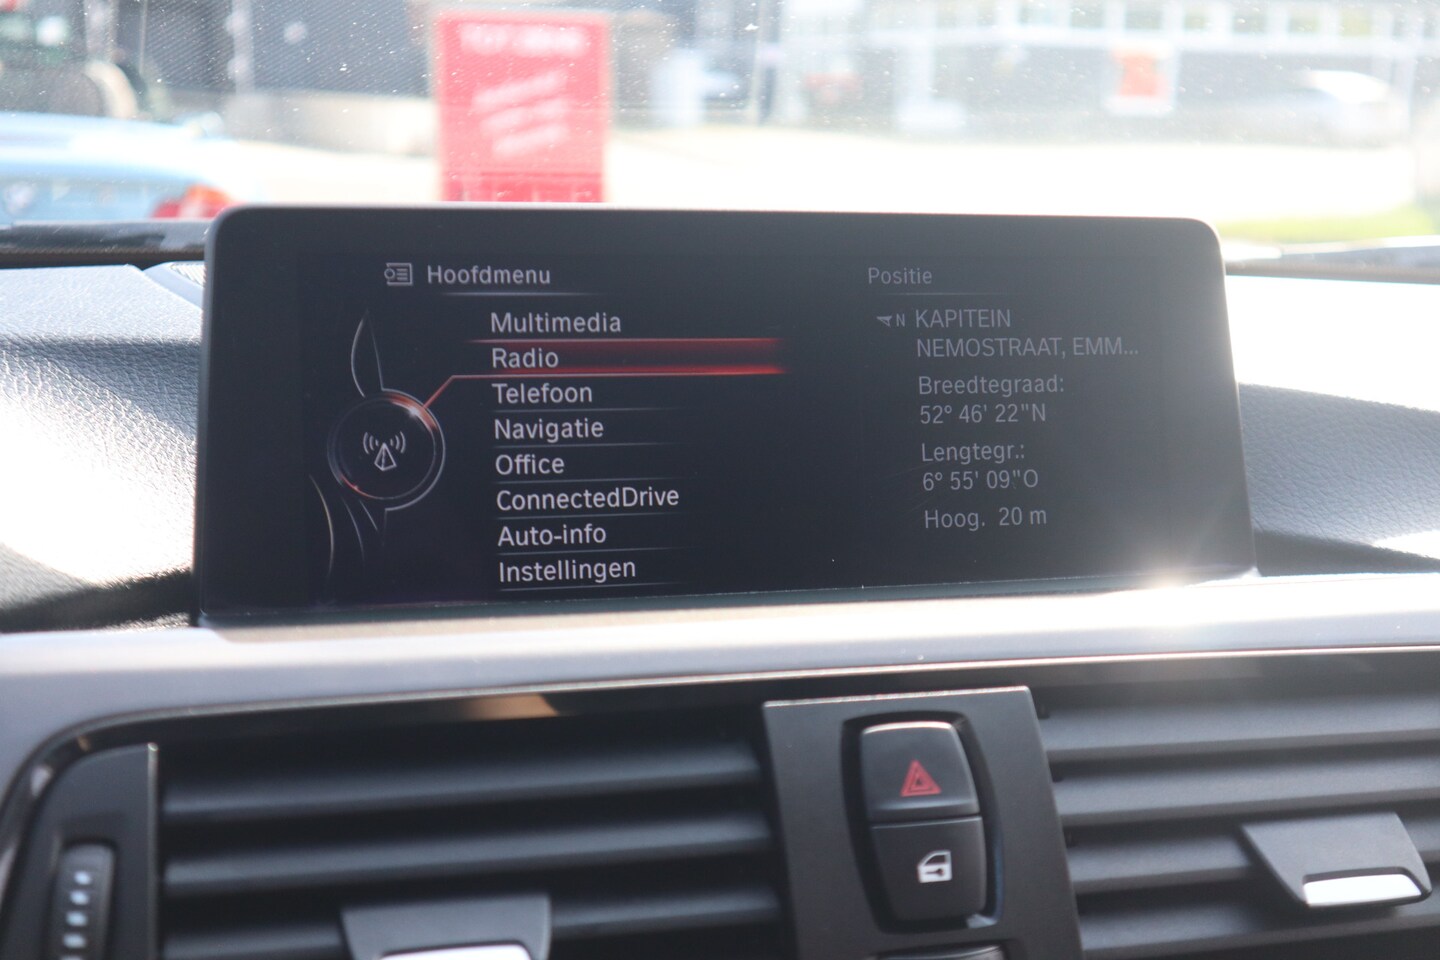 Hoofdmenu
Multimedia
Radio
Telefoon
Navigatie
Office
ConnectedDrive
Auto-info
Instellingen
Positie
N KAPITEIN
NEMOSTRAAT, EMM...
Breedtegraad:
52° 46' 22"N
Lengtegr.:
6° 55' 09"O
Hoog. 20 m